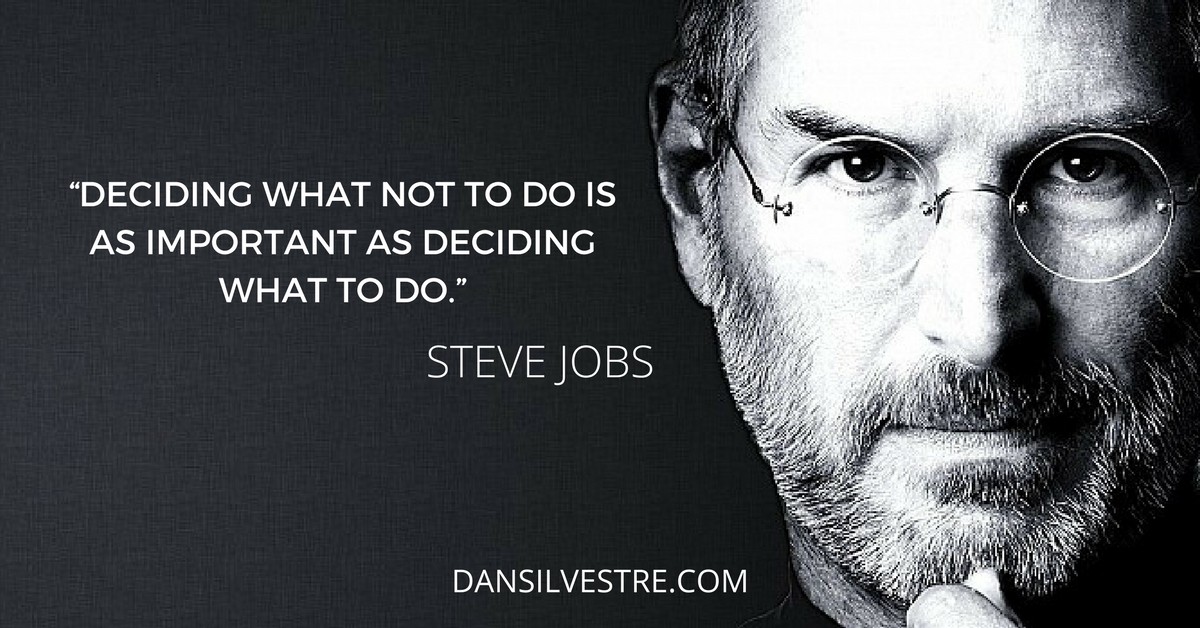 “DECIDING WHAT NOT TO DO IS
AS IMPORTANT AS DECIDING
WHAT TO DO.”
STEVE JOBS
DANSILVESTRE.COM